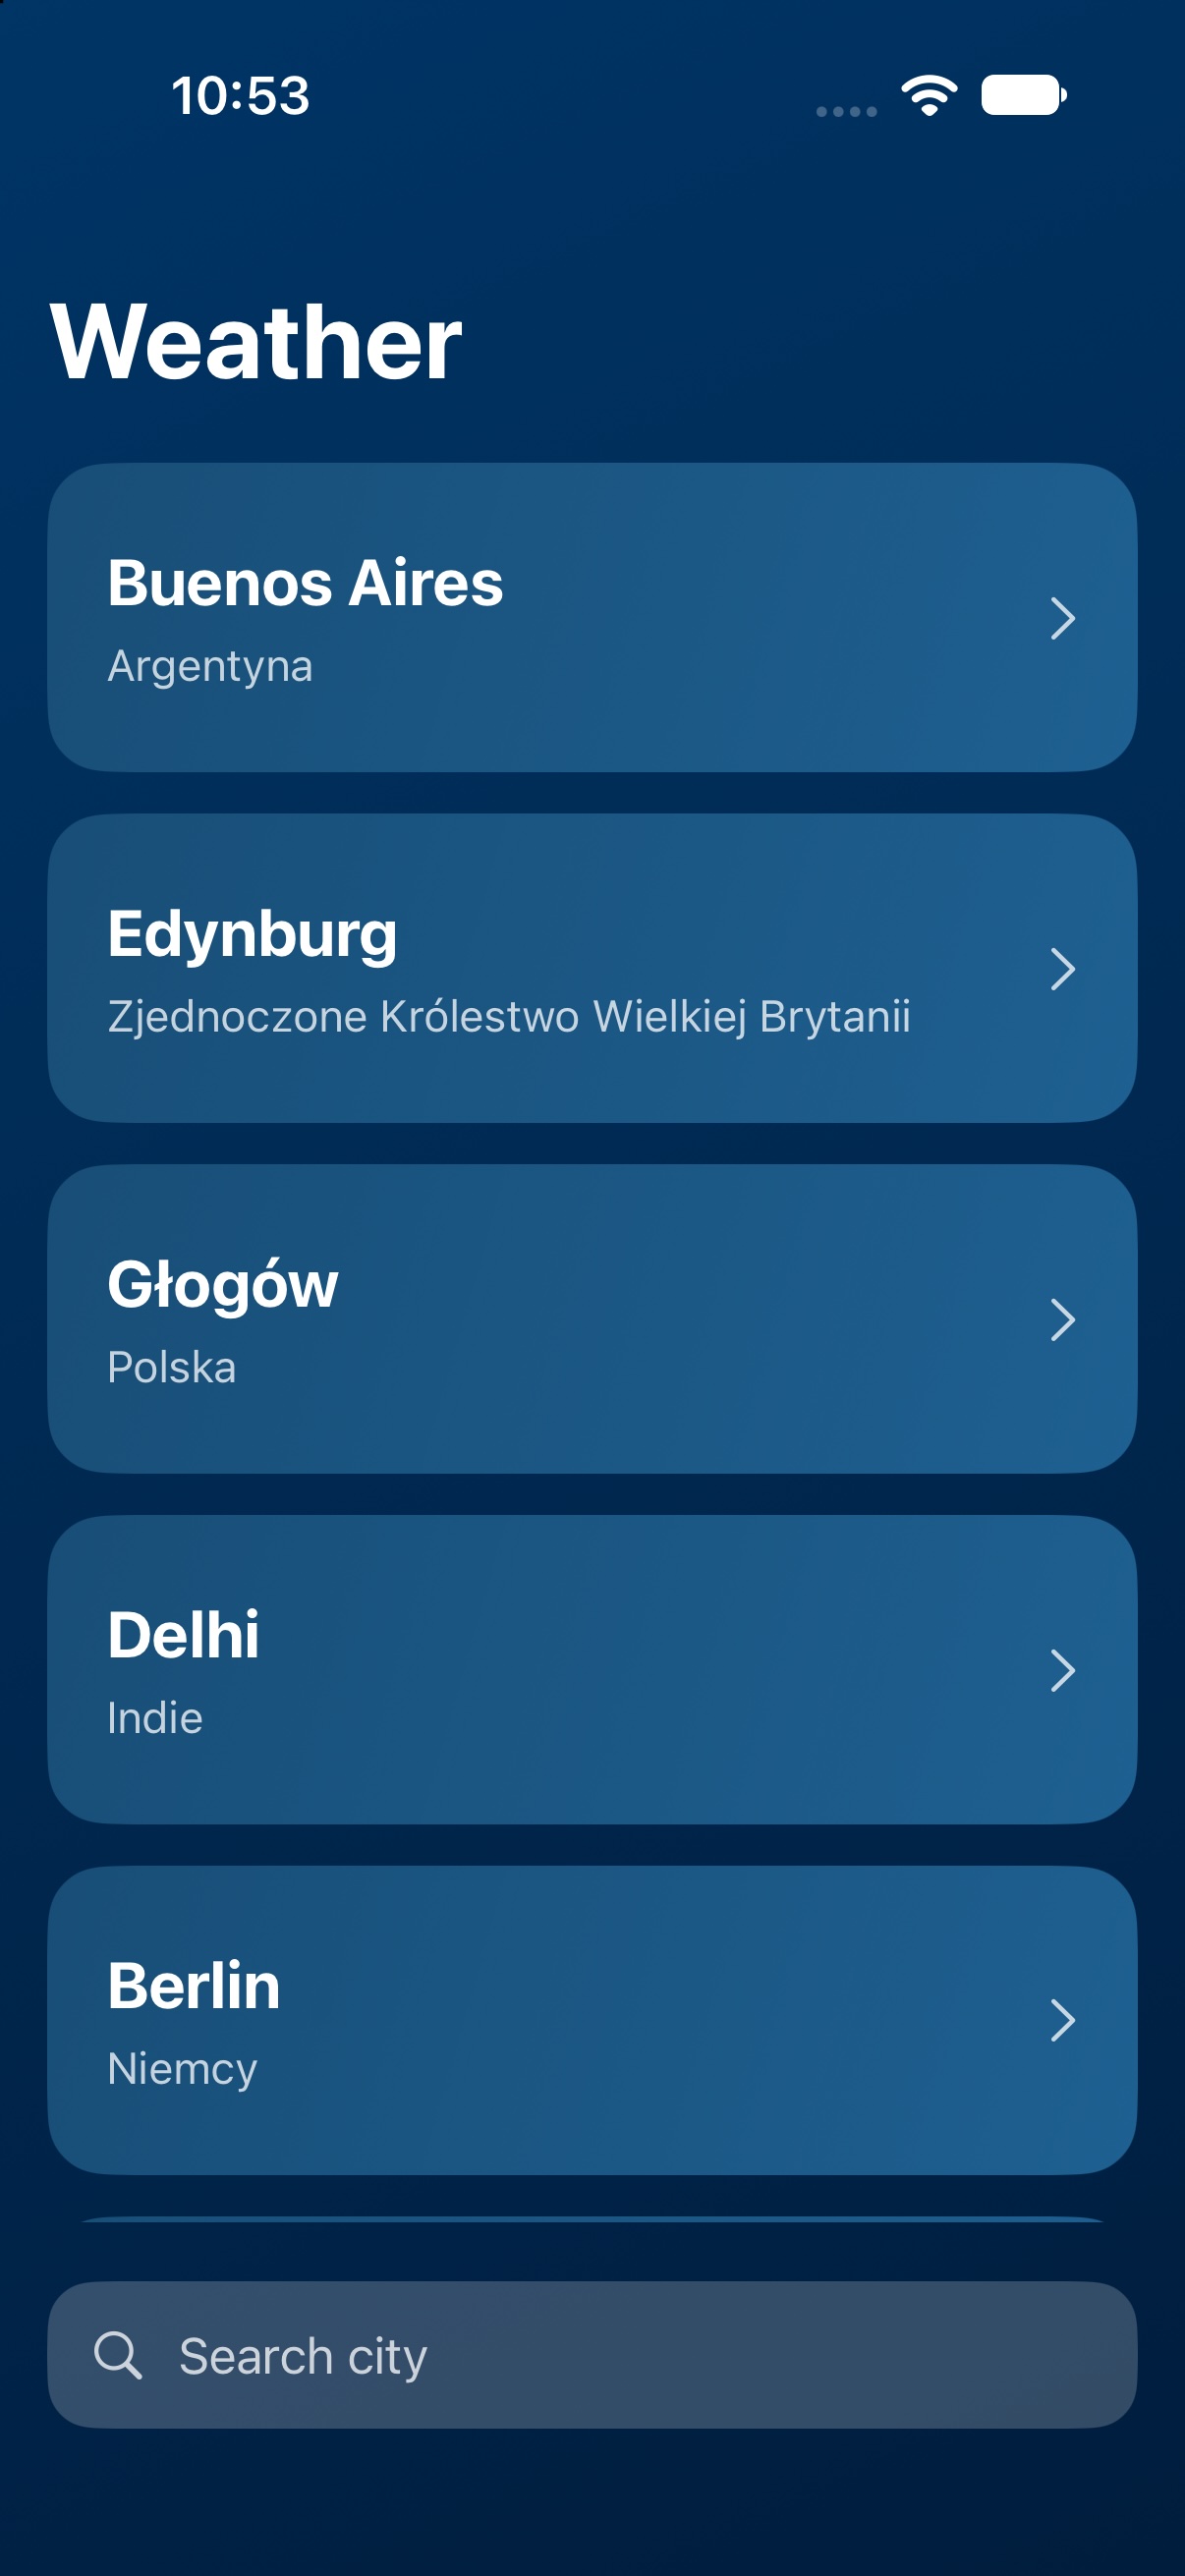 10:53
Weather
Buenos Aires
Argentyna
Edynburg
Zjednoczone Królestwo Wielkiej Brytanii
Głogów
Polska
Delhi
Indie
Berlin
Niemcy
Search city